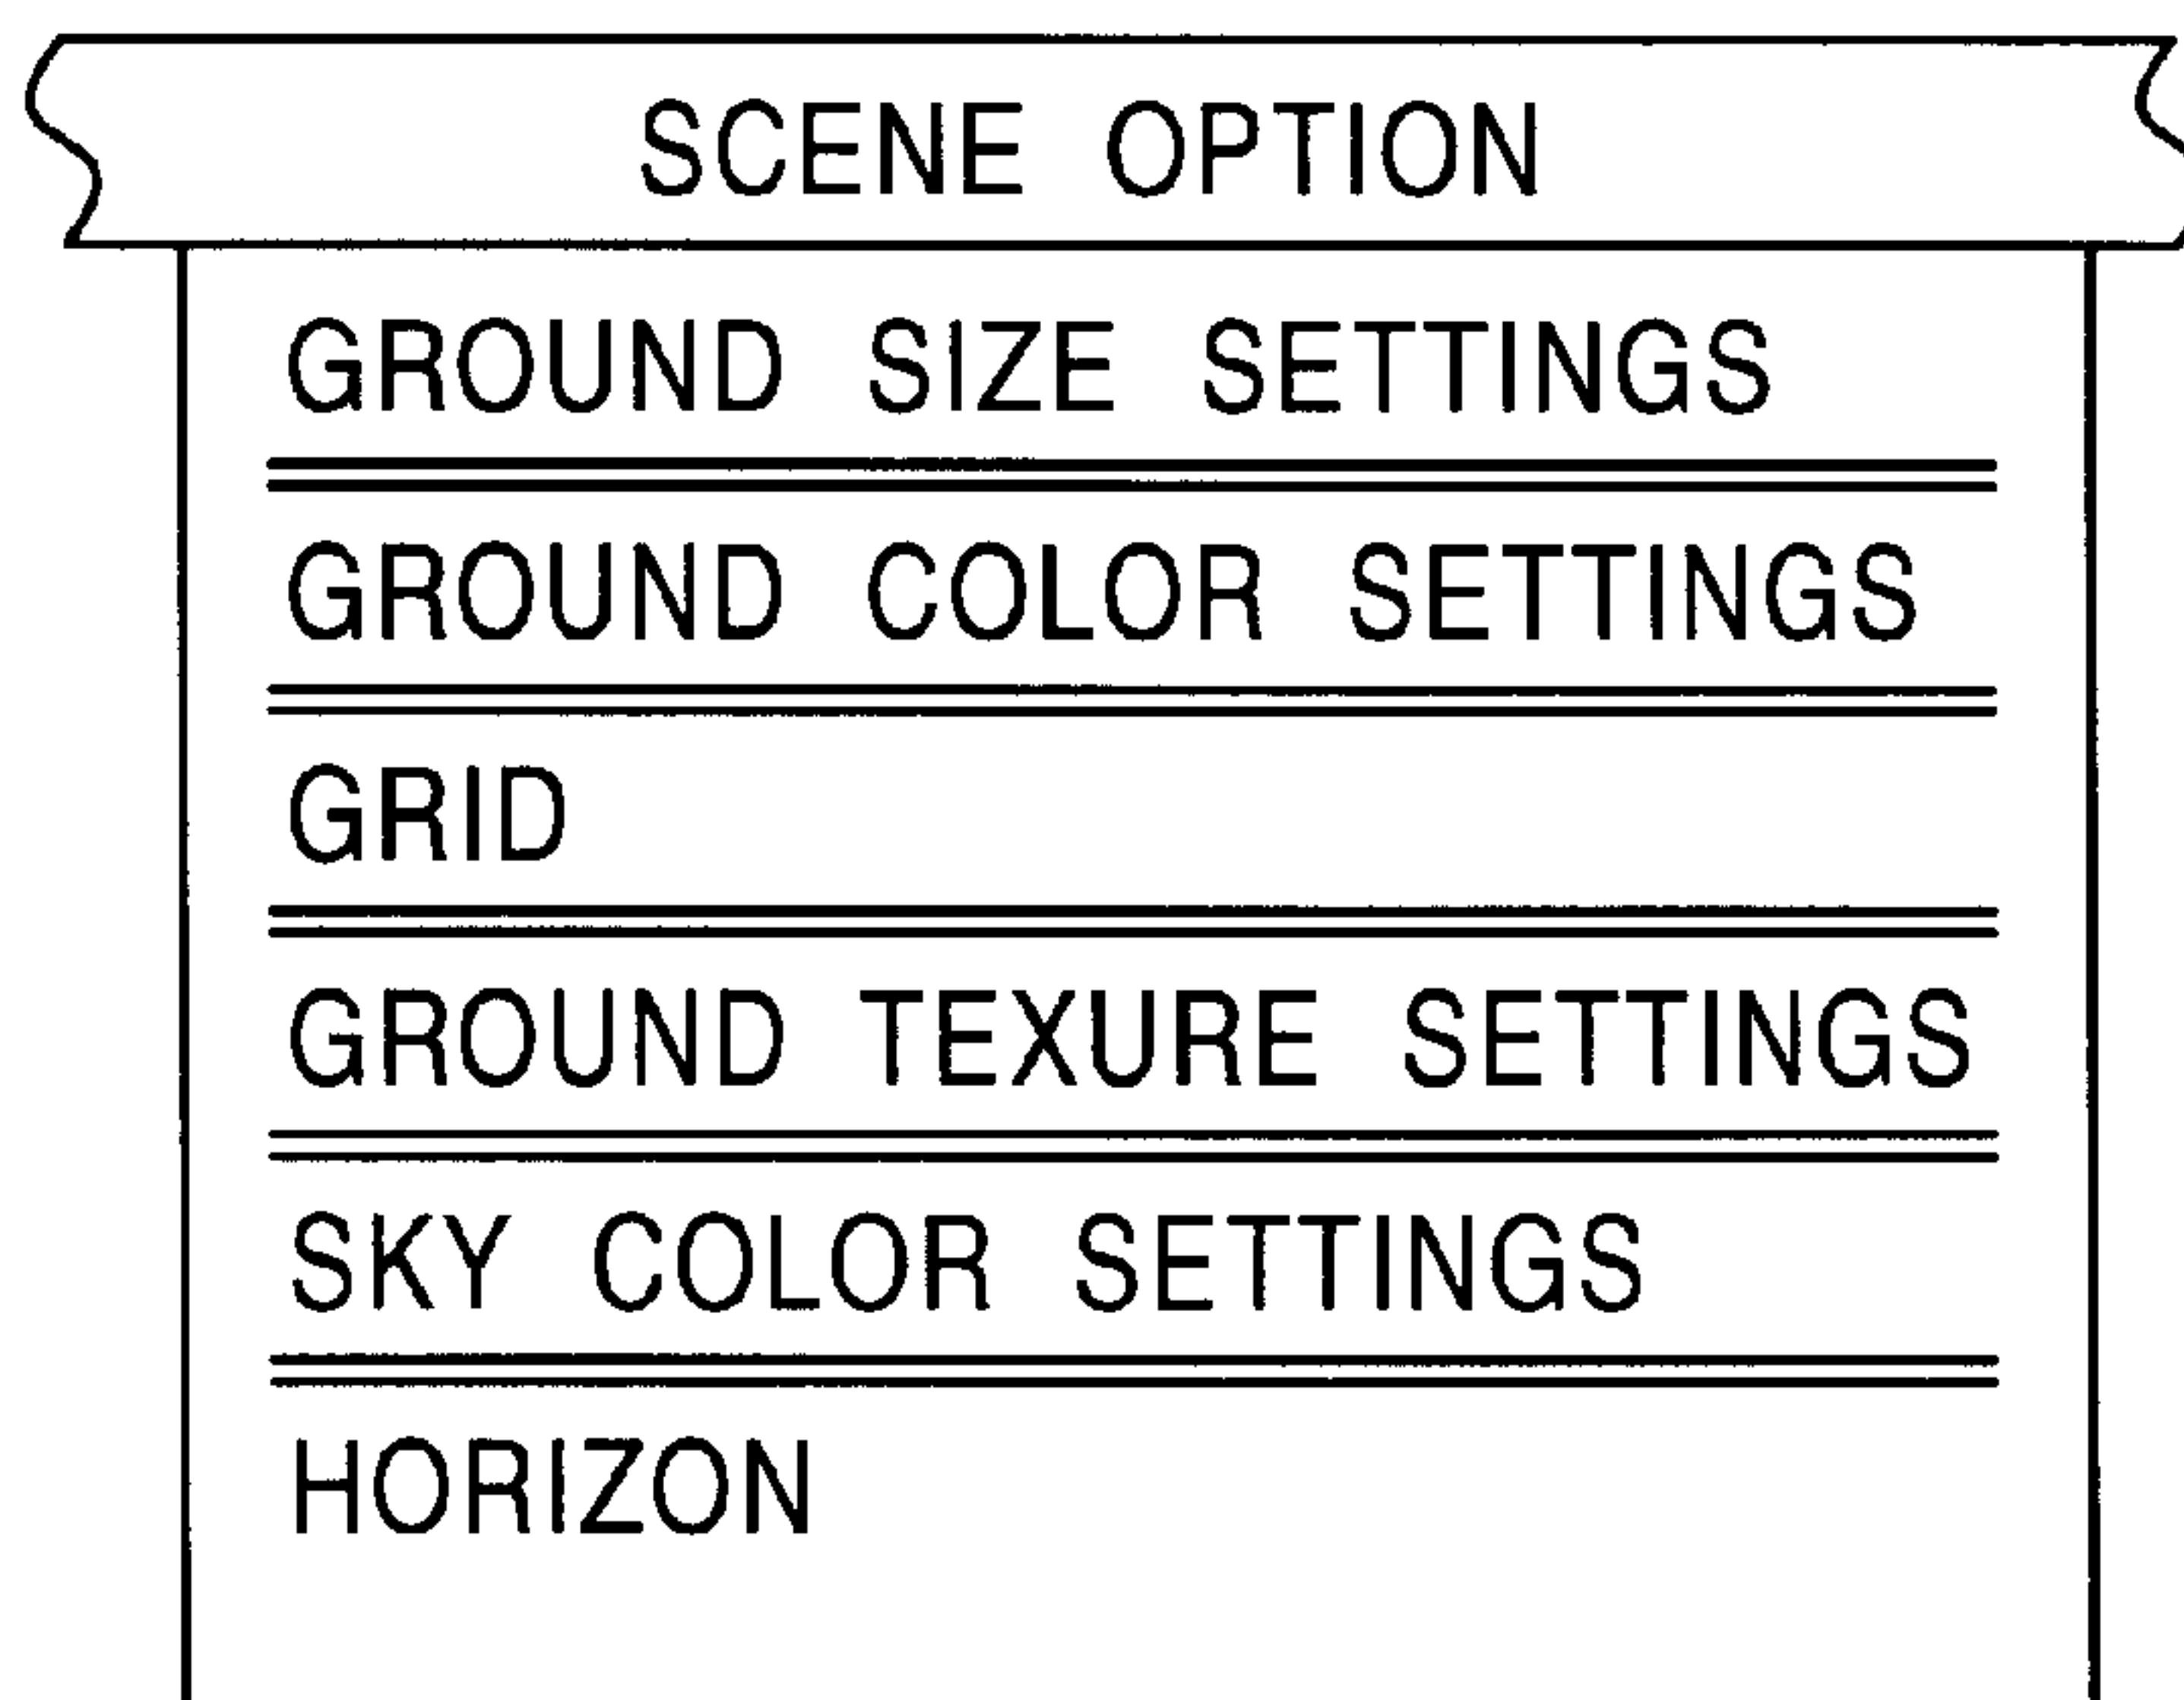 SCENE OPTION
GROUND SIZE SETTINGS
GROUND COLOR SETTINGS
GRID
GROUND TEXURE SETTINGS
SKY COLOR SETTINGS
HORIZON